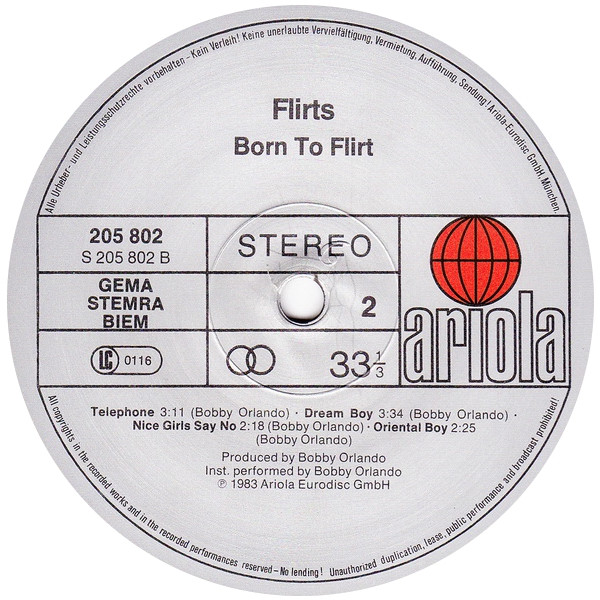 Alle Urheber- und Leistungsschutzrechte vorbehalten – Kein Verleih! Keine unerlaubte Vervielfältigung, Vermietung, Aufführung, Sendung! Ariola-Eurodisc GmbH, München.
Flirts
Born To Flirt
205 802
S 205 802 B
STEREO
GEMA
STEMRA
BIEM
2
ariola
LC 0116
33 1/3
Telephone 3:11 (Bobby Orlando) · Dream Boy 3:34 (Bobby Orlando) ·
Nice Girls Say No 2:18 (Bobby Orlando) · Oriental Boy 2:25
(Bobby Orlando)
Produced by Bobby Orlando
Inst. performed by Bobby Orlando
℗ 1983 Ariola Eurodisc GmbH
All copyrights in the recorded works and in the recorded performances reserved – No lending! Unauthorized duplication, lease, public performance and broadcast prohibited!